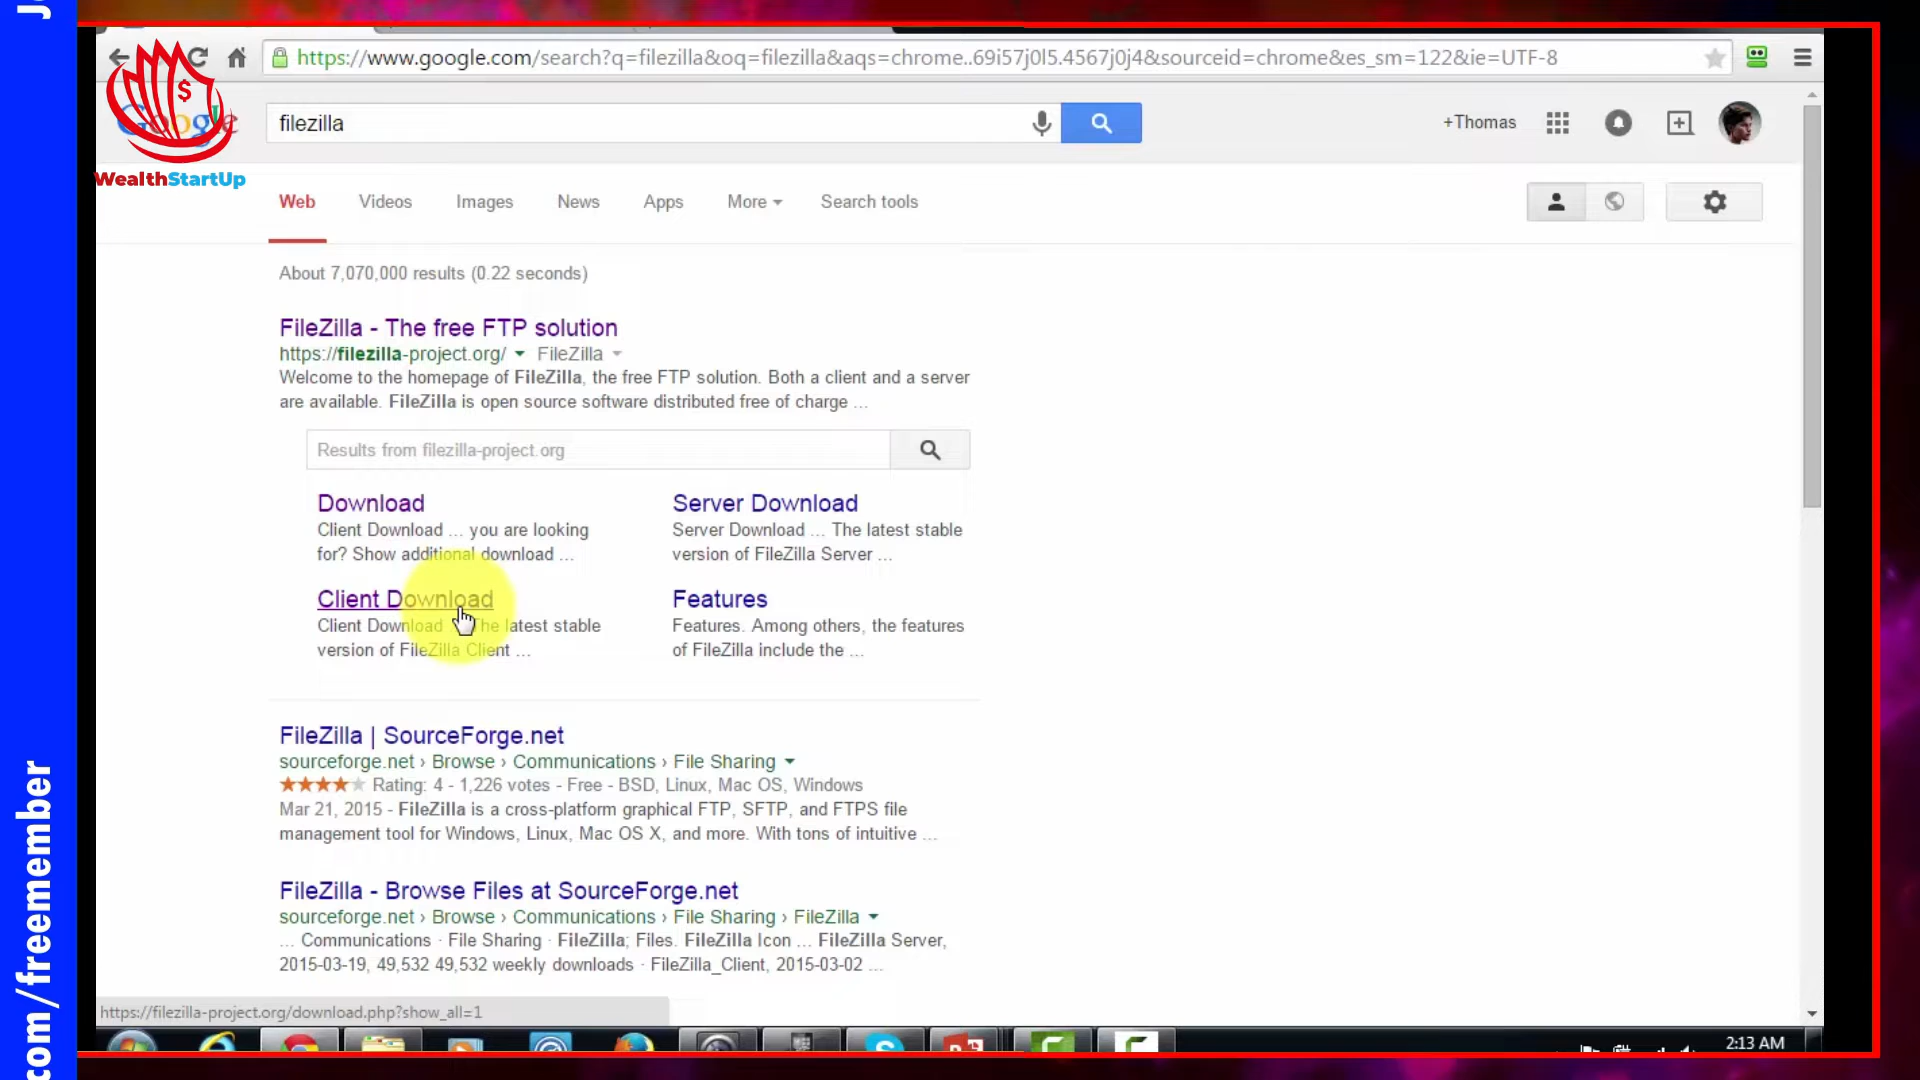 https://www.google.com/search?q=filezilla&oq=filezilla&aqs=chrome..69i57j0l5.4567j0j4&sourceid=chrome&es_sm=122&ie=UTF-8
Google
$
WealthStartUp
filezilla
+Thomas
Web Videos Images News Apps More Search tools
About 7,070,000 results (0.22 seconds)
FileZilla - The free FTP solution
https://filezilla-project.org/ FileZilla
Welcome to the homepage of FileZilla, the free FTP solution. Both a client and a server
are available. FileZilla is open source software distributed free of charge ...
Results from filezilla-project.org
Download
Client Download ... you are looking
for? Show additional download ...
Server Download
Server Download ... The latest stable
version of FileZilla Server ...
Client Download
Client Download The latest stable
version of FileZilla Client ...
Features
Features. Among others, the features
of FileZilla include the ...
FileZilla | SourceForge.net
sourceforge.net › Browse › Communications › File Sharing
Rating: 4 - 1,226 votes - Free - BSD, Linux, Mac OS, Windows
Mar 21, 2015 - FileZilla is a cross-platform graphical FTP, SFTP, and FTPS file
management tool for Windows, Linux, Mac OS X, and more. With tons of intuitive ...
FileZilla - Browse Files at SourceForge.net
sourceforge.net › Browse › Communications › File Sharing › FileZilla
... Communications · File Sharing · FileZilla; Files. FileZilla Icon ... FileZilla Server,
2015-03-19, 49,532 49,532 weekly downloads · FileZilla_Client, 2015-03-02 ...
https://filezilla-project.org/download.php?show_all=1
2:13 AM
com/freemember